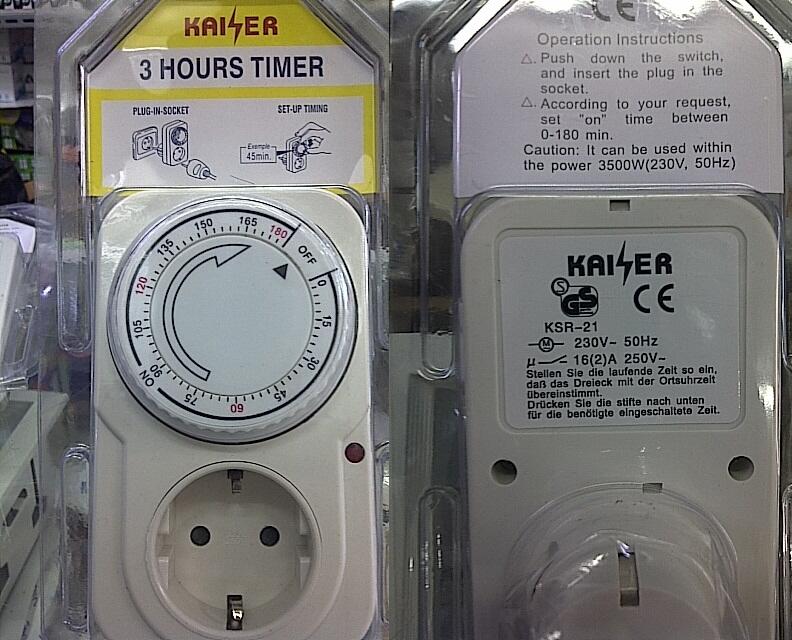 KAISER
3 HOURS TIMER
PLUG-IN-SOCKET
SET-UP TIMING
Exemple
45min.
OFF
0
15
30
45
60
75
90
ON
105
120
135
150
165
180
CE
Operation Instructions
△. Push down the switch,
and insert the plug in the
socket.
△. According to your request,
set "on" time between
0-180 min.
Caution: It can be used within
the power 3500W(230V, 50Hz)
KAISER
S GS CE
KSR-21
M 230V~ 50Hz
µ 16(2)A 250V~
Stellen Sie die laufende Zeit so ein,
daß das Dreieck mit der Ortsuhrzeit
übereinstimmt.
Drücken Sie die stifte nach unten
für die benötigte eingeschaltete Zeit.